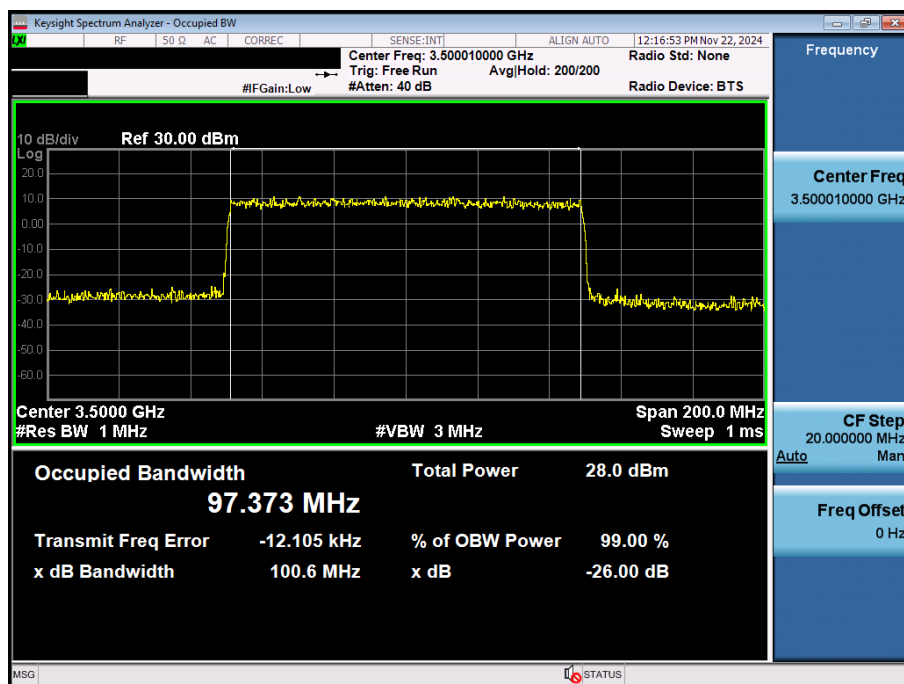 Keysight Spectrum Analyzer - Occupied BW
LXI RF 50 Ω AC CORREC SENSE:INT ALIGN AUTO 12:16:53 PM Nov 22, 2024
Center Freq: 3.500010000 GHz Radio Std: None
Trig: Free Run Avg|Hold: 200/200
#IFGain:Low #Atten: 40 dB Radio Device: BTS
10 dB/div Ref 30.00 dBm
Log
20.0
10.0
0.00
-10.0
-20.0
-30.0
-40.0
-50.0
-60.0
Center 3.5000 GHz Span 200.0 MHz
#Res BW 1 MHz #VBW 3 MHz Sweep 1 ms
Occupied Bandwidth Total Power 28.0 dBm
97.373 MHz
Transmit Freq Error -12.105 kHz % of OBW Power 99.00 %
x dB Bandwidth 100.6 MHz x dB -26.00 dB
Frequency
Center Freq
3.500010000 GHz
CF Step
20.000000 MHz
Auto Man
Freq Offset
0 Hz
MSG STATUS